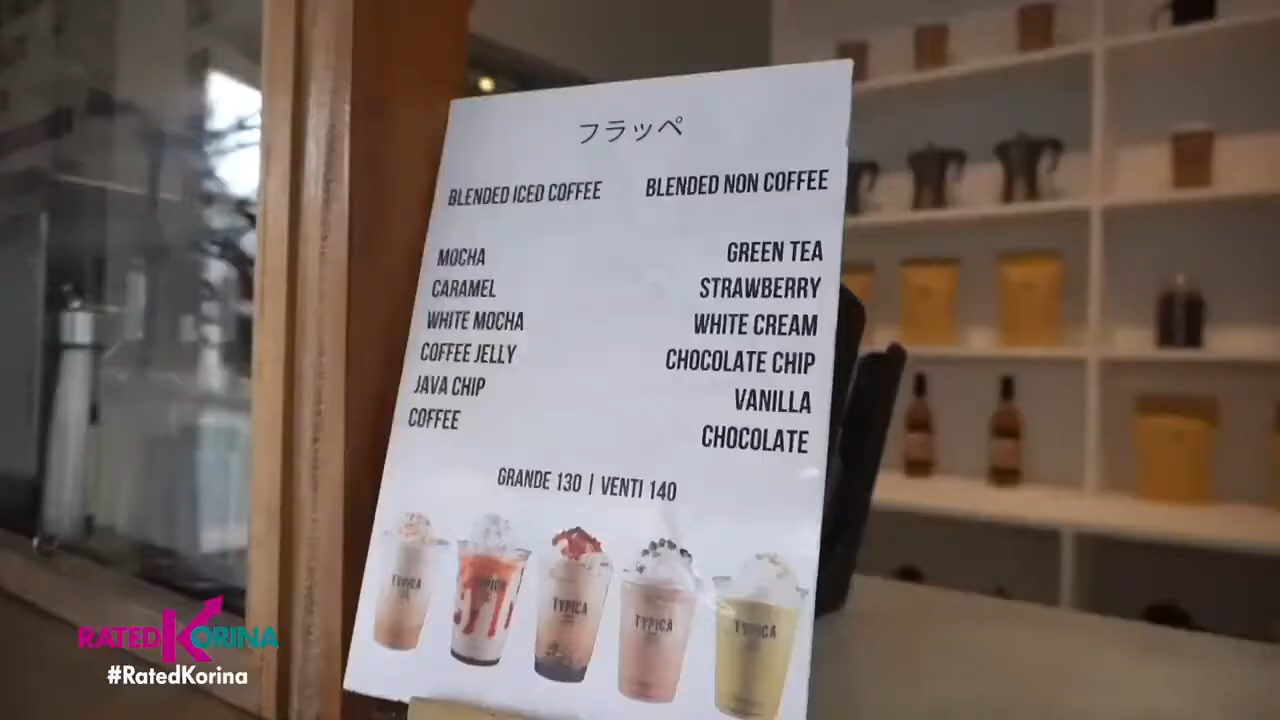 フラッペ
BLENDED ICED COFFEE
MOCHA
CARAMEL
WHITE MOCHA
COFFEE JELLY
JAVA CHIP
COFFEE
BLENDED NON COFFEE
GREEN TEA
STRAWBERRY
WHITE CREAM
CHOCOLATE CHIP
VANILLA
CHOCOLATE
GRANDE 130 | VENTI 140
TYPICA
TYPICA
TYPICA
TYPICA
TYPICA
RATED KORINA
#RatedKorina